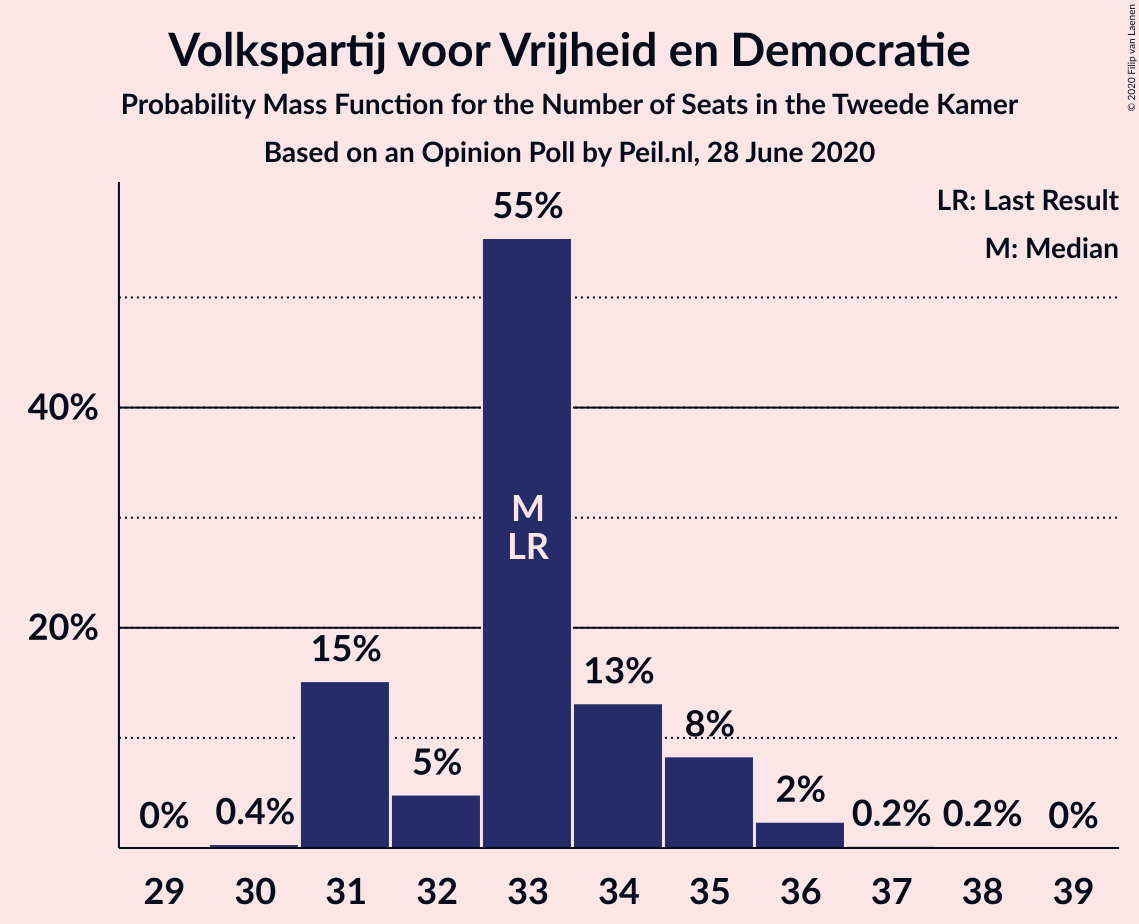 Volkspartij voor Vrijheid en Democratie
Probability Mass Function for the Number of Seats in the Tweede Kamer
Based on an Opinion Poll by Peil.nl, 28 June 2020
© 2020 Filip van Laenen
LR: Last Result
M: Median
40%
20%
0%
0.4%
15%
5%
55%
M
LR
13%
8%
2%
0.2%
0.2%
0%
29 30 31 32 33 34 35 36 37 38 39